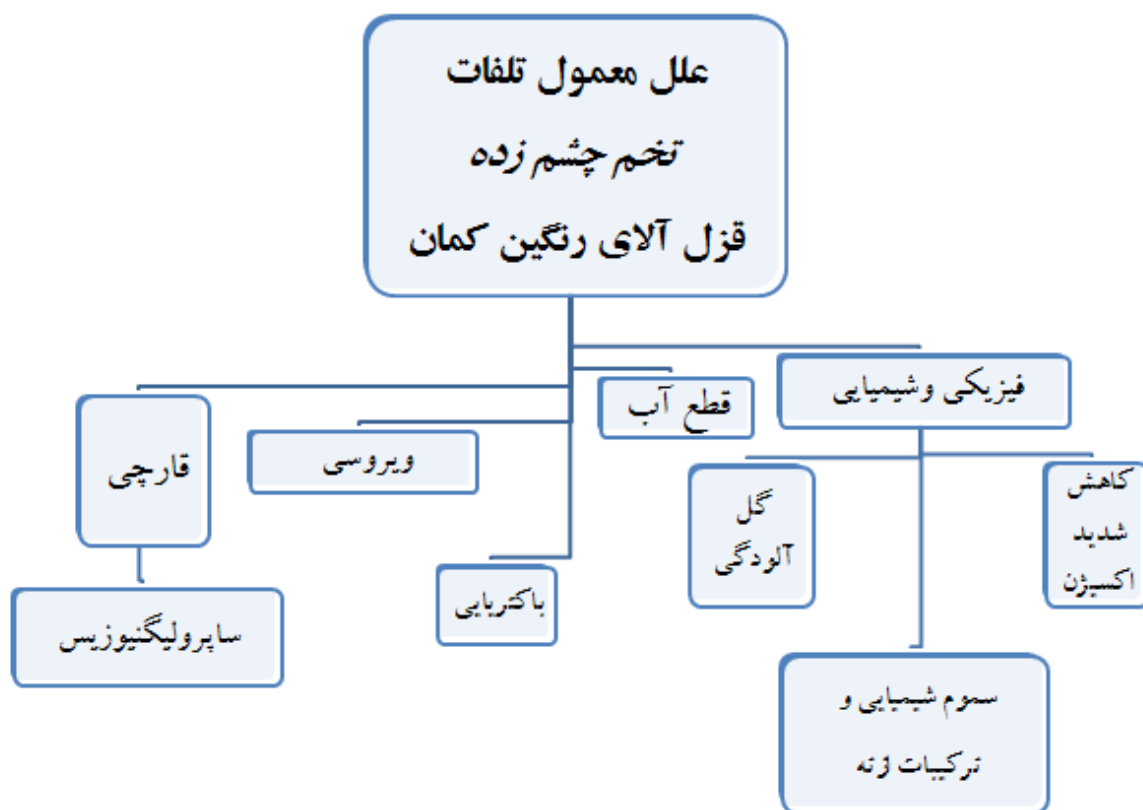 علل معمول تلفات
تخم چشم زده
قزل آلای رنگین کمان
فیزیکی وشیمیایی
قطع آب
ویروسی
قارچی
کاهش
شدید
اکسیژن
گل
آلودگی
باکتریایی
ساپرولیگنیوزیس
سموم شیمیایی و
ترکیبات ازته